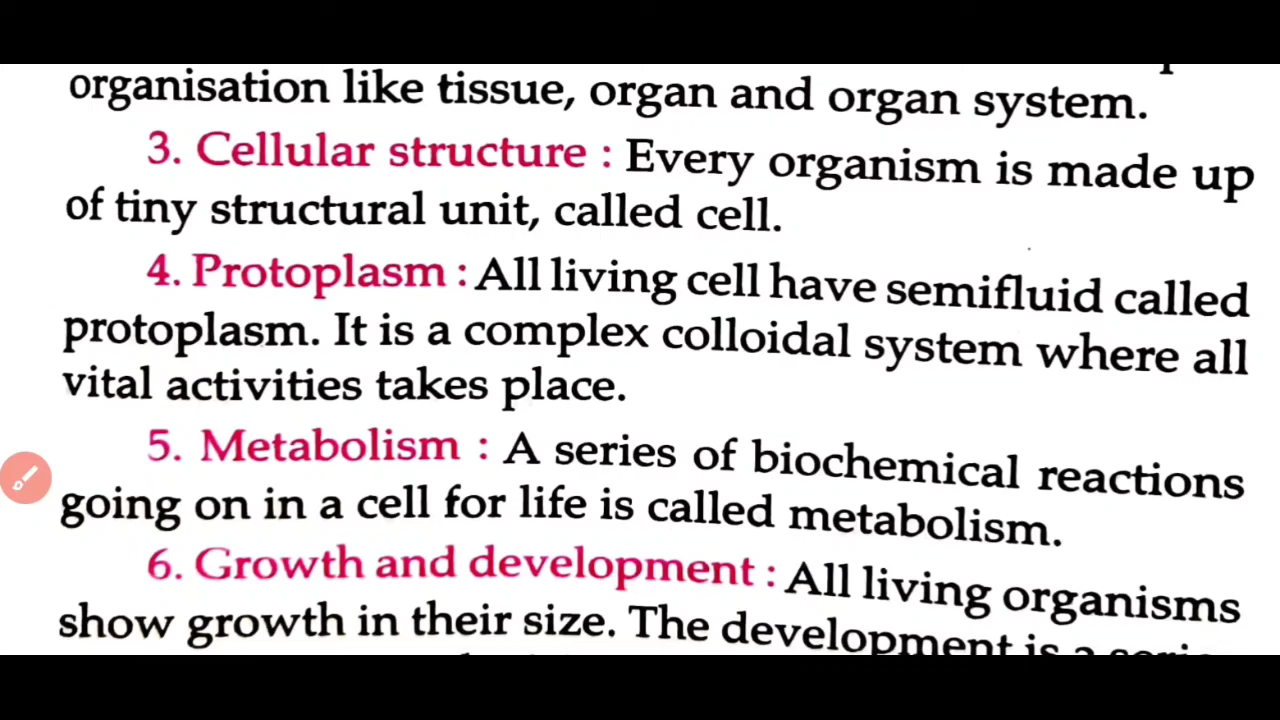 organisation like tissue, organ and organ system.
3. Cellular structure : Every organism is made up
of tiny structural unit, called cell.
4. Protoplasm : All living cell have semifluid called
protoplasm. It is a complex colloidal system where all
vital activities takes place.
5. Metabolism : A series of biochemical reactions
going on in a cell for life is called metabolism.
6. Growth and development : All living organisms
show growth in their size. The development is a